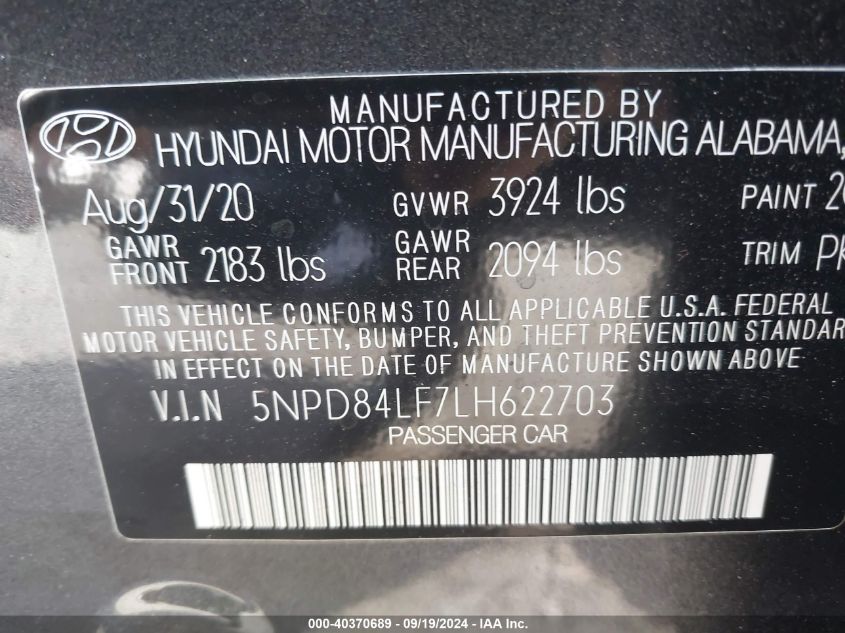 MANUFACTURED BY
HYUNDAI MOTOR MANUFACTURING ALABAMA,
Aug/31/20 GVWR 3924 lbs PAINT
GAWR FRONT 2183 lbs GAWR REAR 2094 lbs TRIM
THIS VEHICLE CONFORMS TO ALL APPLICABLE U.S.A. FEDERAL
MOTOR VEHICLE SAFETY, BUMPER, AND THEFT PREVENTION STANDAR
IN EFFECT ON THE DATE OF MANUFACTURE SHOWN ABOVE
V.I.N 5NPD84LF7LH622703
PASSENGER CAR
000-40370689 - 09/19/2024 - IAA Inc.